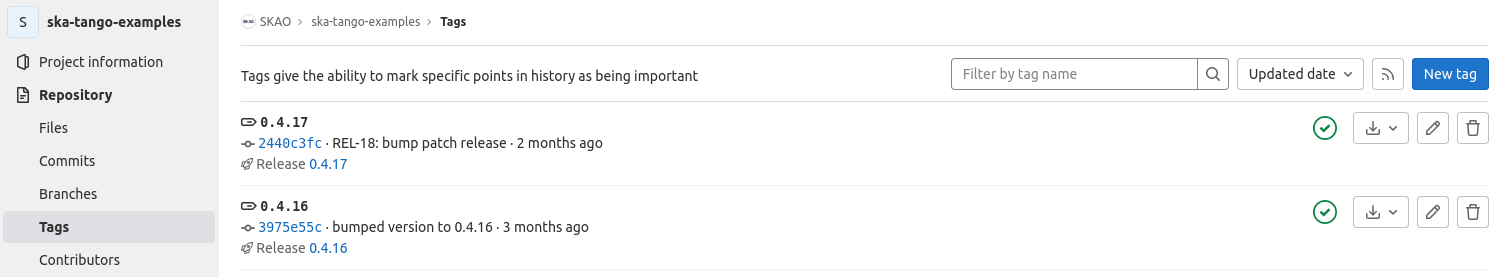 S ska-tango-examples
Project information
Repository
Files
Commits
Branches
Tags
Contributors
SKAO SKAO > ska-tango-examples > Tags
Tags give the ability to mark specific points in history as being important
Filter by tag name
Updated date
New tag
0.4.17
2440c3fc · REL-18: bump patch release · 2 months ago
Release 0.4.17
0.4.16
3975e55c · bumped version to 0.4.16 · 3 months ago
Release 0.4.16